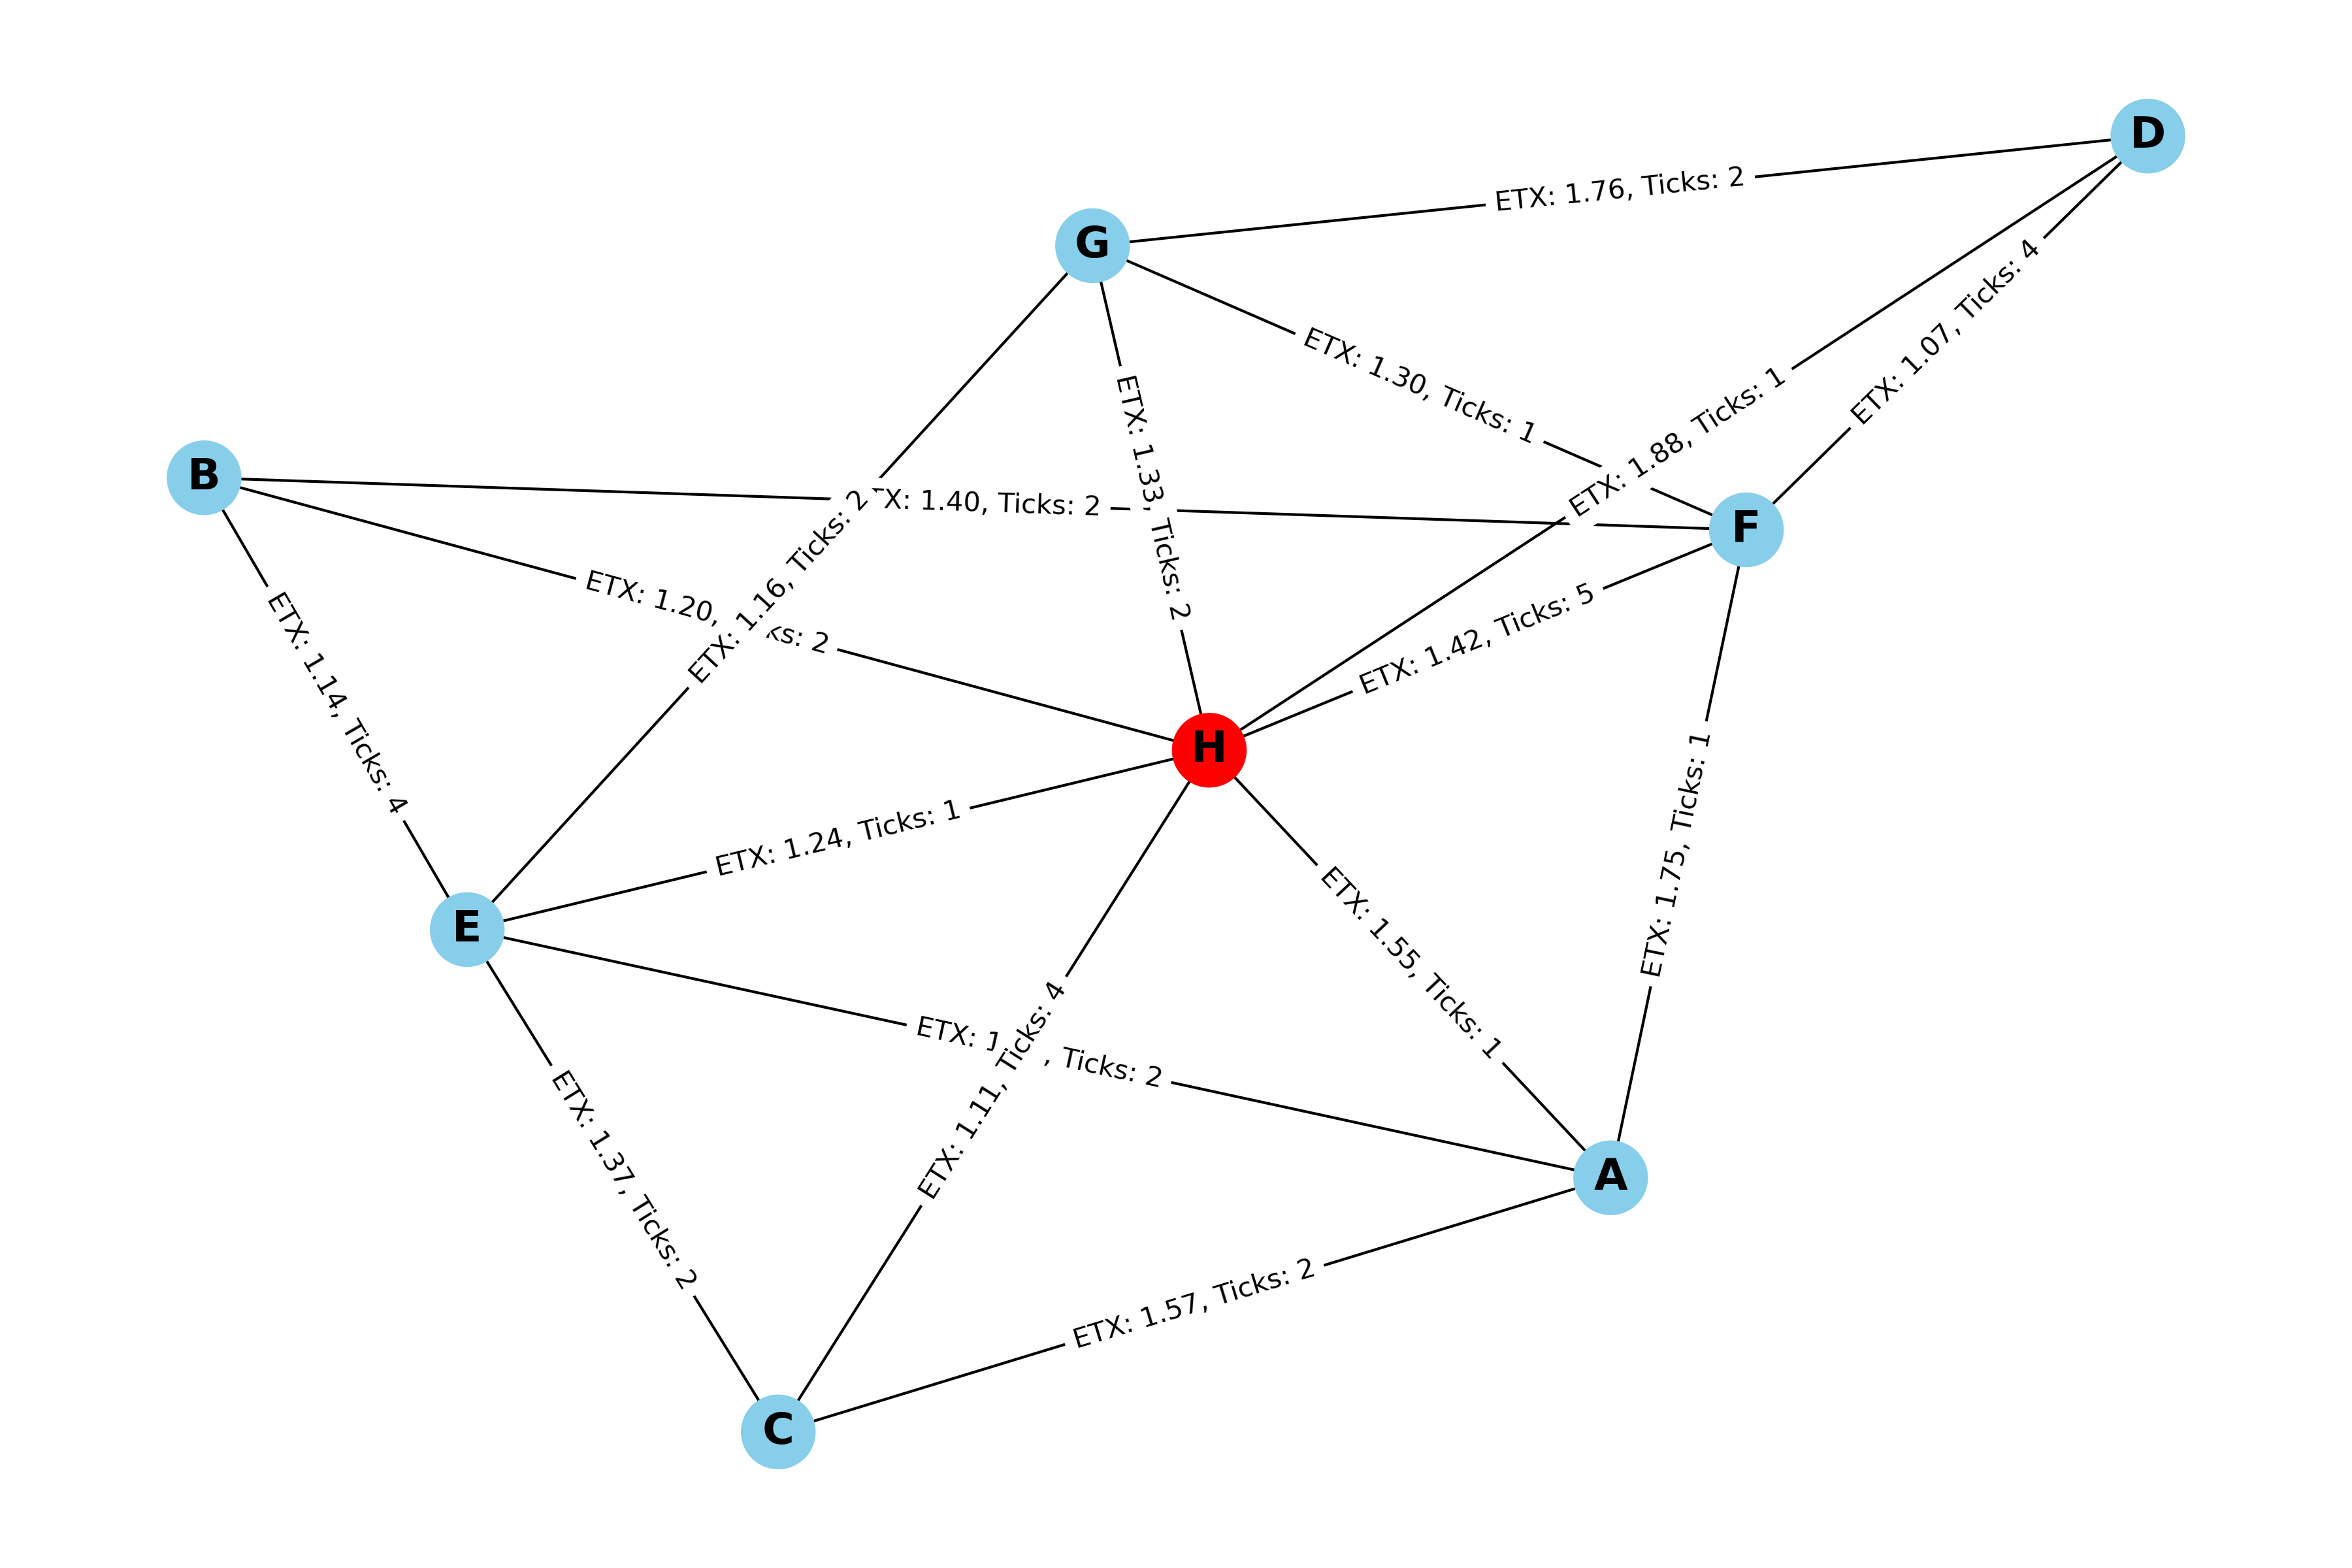 D
G
ETX: 1.76, Ticks: 2
ETX: 1.07, Ticks: 4
ETX: 1.30, Ticks: 1
ETX: 1.88, Ticks: 1
B
X: 1.40, Ticks: 2
ETX: 1.33, Ticks: 2
F
ETX: 1.16, Ticks: 2
ETX: 1.20,
ks: 2
ETX: 1.42, Ticks: 5
ETX: 1.14, Ticks: 4
H
ETX: 1.24, Ticks: 1
ETX: 1.75, Ticks: 1
E
ETX: 1.55, Ticks: 1
ETX: 1
, Ticks: 2
ETX: 1.11, Ticks: 4
A
ETX: 1.37, Ticks: 2
ETX: 1.57, Ticks: 2
C